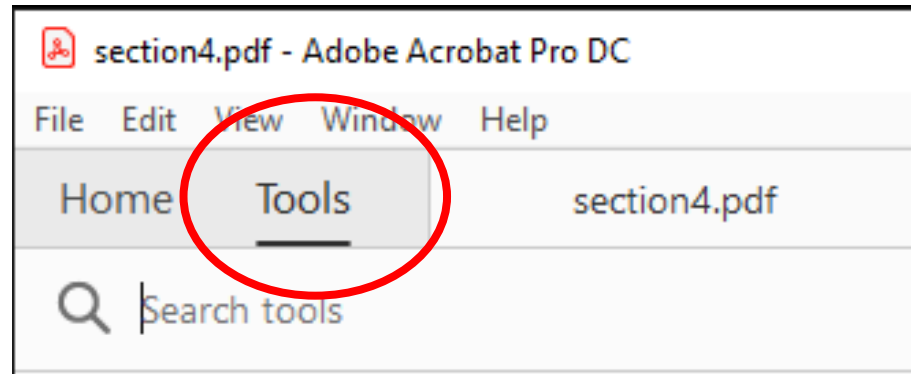 section4.pdf - Adobe Acrobat Pro DC
File Edit View Window Help
Home Tools section4.pdf
Search tools